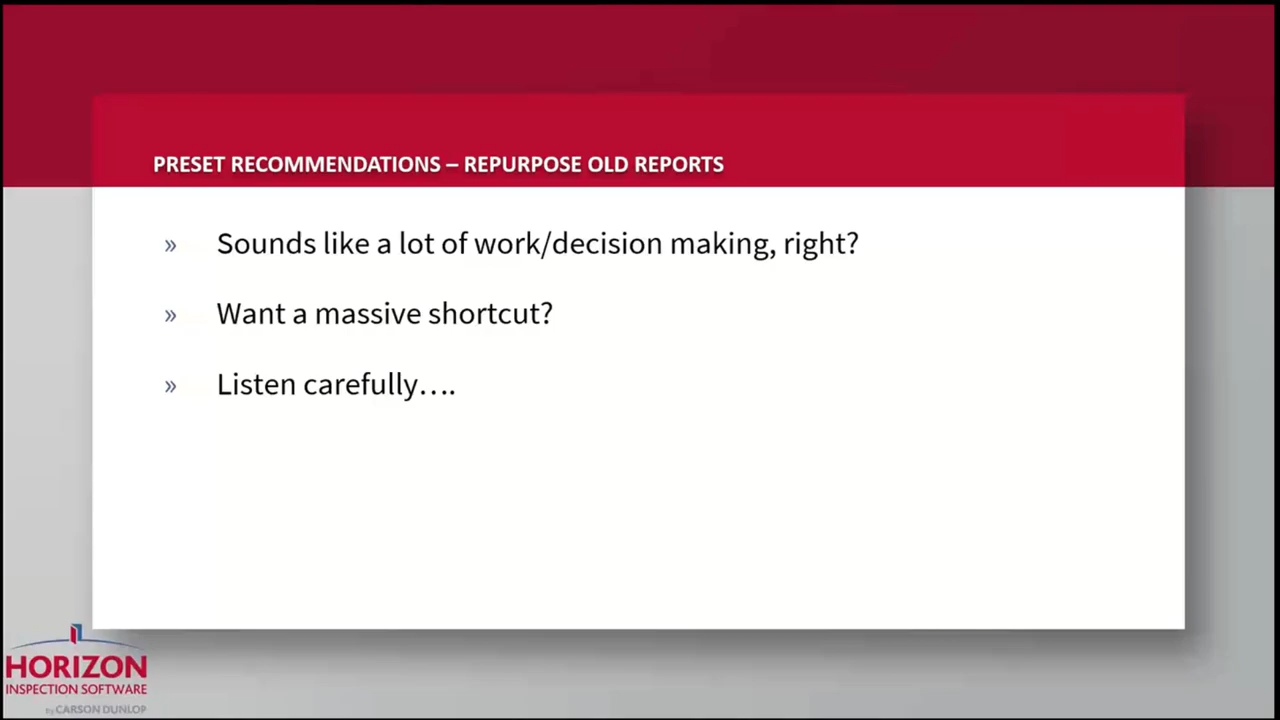 PRESET RECOMMENDATIONS – REPURPOSE OLD REPORTS
» Sounds like a lot of work/decision making, right?
» Want a massive shortcut?
» Listen carefully….
HORIZON
INSPECTION SOFTWARE
by CARSON DUNLOP